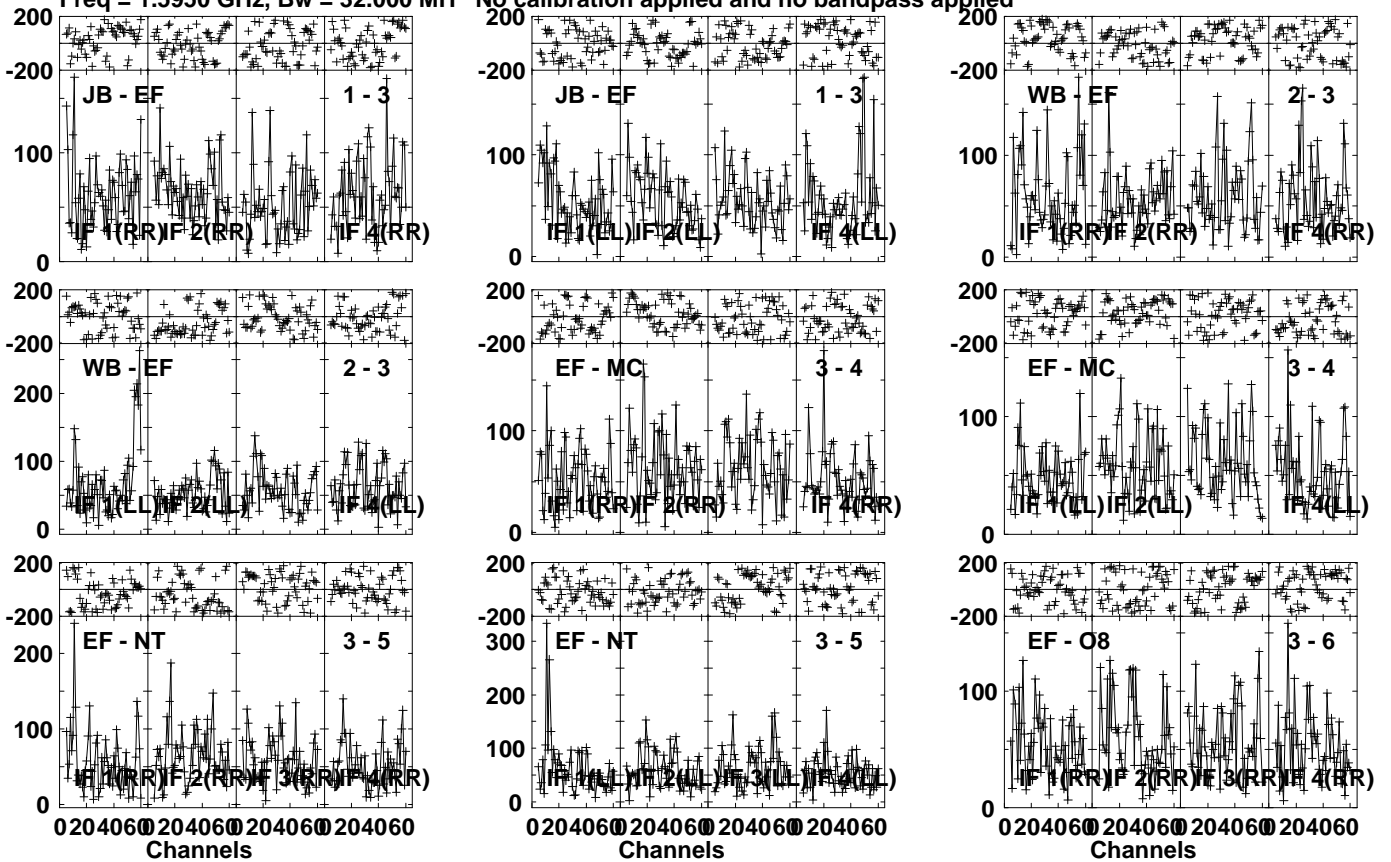 Freq = 1.5950 GHz, Bw = 32.000 MH No calibration applied and no bandpass applied
200
-200
JB - EF
1 - 3
100
IF 1(RR)
IF 2(RR)
IF 4(RR)
0
JB - EF
1 - 3
100
IF 1(LL)
IF 2(LL)
IF 4(LL)
0
200
-200
WB - EF
2 - 3
100
IF 1(RR)
IF 2(RR)
IF 4(RR)
0
200
-200
WB - EF
2 - 3
200
100
IF 1(LL)
IF 2(LL)
IF 4(LL)
0
EF - MC
3 - 4
100
IF 1(RR)
IF 2(RR)
IF 4(RR)
0
200
-200
EF - MC
3 - 4
100
IF 1(LL)
IF 2(LL)
IF 4(LL)
0
200
-200
EF - NT
3 - 5
200
100
IF 1(RR)
IF 2(RR)
IF 3(RR)
IF 4(RR)
0
0 20 40 60 0 20 40 60 0 20 40 60 0 20 40 60
Channels
EF - NT
3 - 5
300
200
100
IF 1(LL)
IF 2(LL)
IF 3(LL)
IF 4(LL)
0
0 20 40 60 0 20 40 60 0 20 40 60 0 20 40 60
Channels
200
-200
EF - O8
3 - 6
100
IF 1(RR)
IF 2(RR)
IF 3(RR)
IF 4(RR)
0
0 20 40 60 0 20 40 60 0 20 40 60 0 20 40 60
Channels